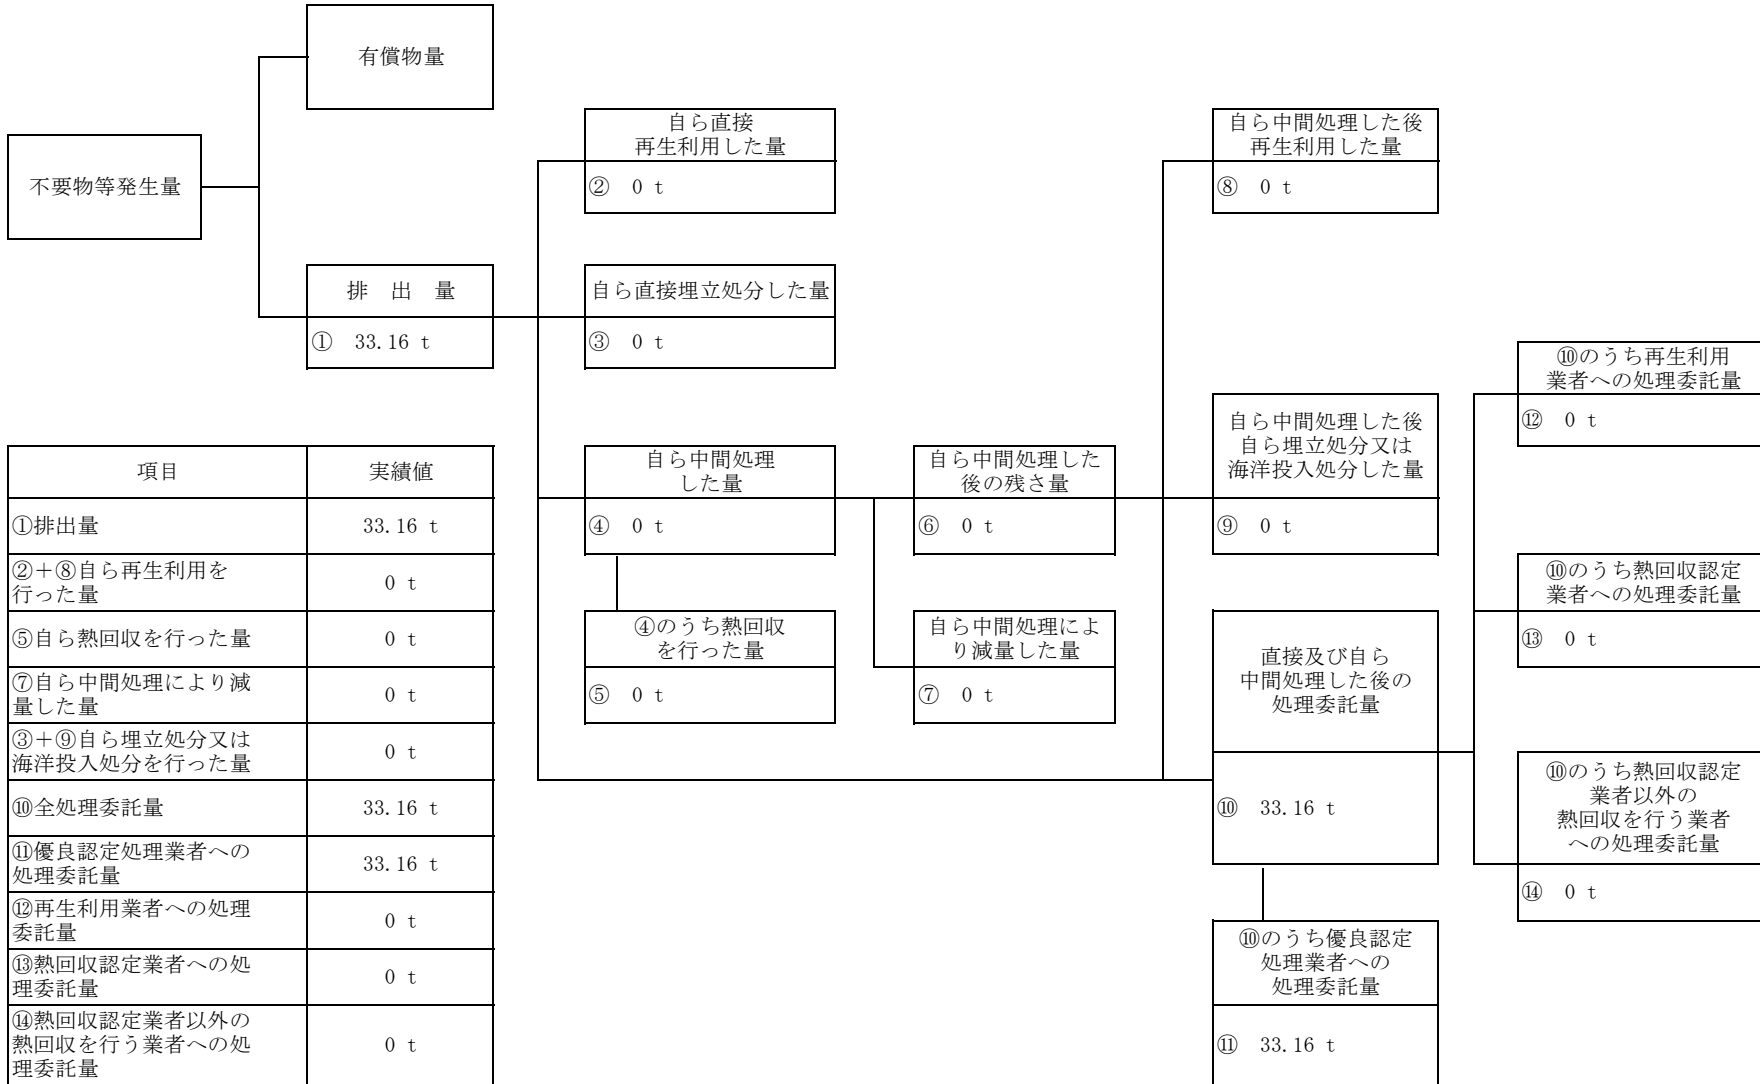 有償物量
不要物等発生量
排　出　量
① 33.16 t
自ら直接
再生利用した量
② 0 t
自ら直接埋立処分した量
③ 0 t
自ら中間処理
した量
④ 0 t
④のうち熱回収
を行った量
⑤ 0 t
自ら中間処理した
後の残さ量
⑥ 0 t
自ら中間処理によ
り減量した量
⑦ 0 t
自ら中間処理した後
再生利用した量
⑧ 0 t
自ら中間処理した後
自ら埋立処分又は
海洋投入処分した量
⑨ 0 t
直接及び自ら
中間処理した後の
処理委託量
⑩ 33.16 t
⑩のうち優良認定
処理業者への
処理委託量
⑪ 33.16 t
⑩のうち再生利用
業者への処理委託量
⑫ 0 t
⑩のうち熱回収認定
業者への処理委託量
⑬ 0 t
⑩のうち熱回収認定
業者以外の
熱回収を行う業者
への処理委託量
⑭ 0 t
項目 実績値
①排出量 33.16 t
②＋⑧自ら再生利用を
行った量 0 t
⑤自ら熱回収を行った量 0 t
⑦自ら中間処理により減
量した量 0 t
③＋⑨自ら埋立処分又は
海洋投入処分を行った量 0 t
⑩全処理委託量 33.16 t
⑪優良認定処理業者への
処理委託量 33.16 t
⑫再生利用業者への処理
委託量 0 t
⑬熱回収認定業者への処
理委託量 0 t
⑭熱回収認定業者以外の
熱回収を行う業者への処
理委託量 0 t